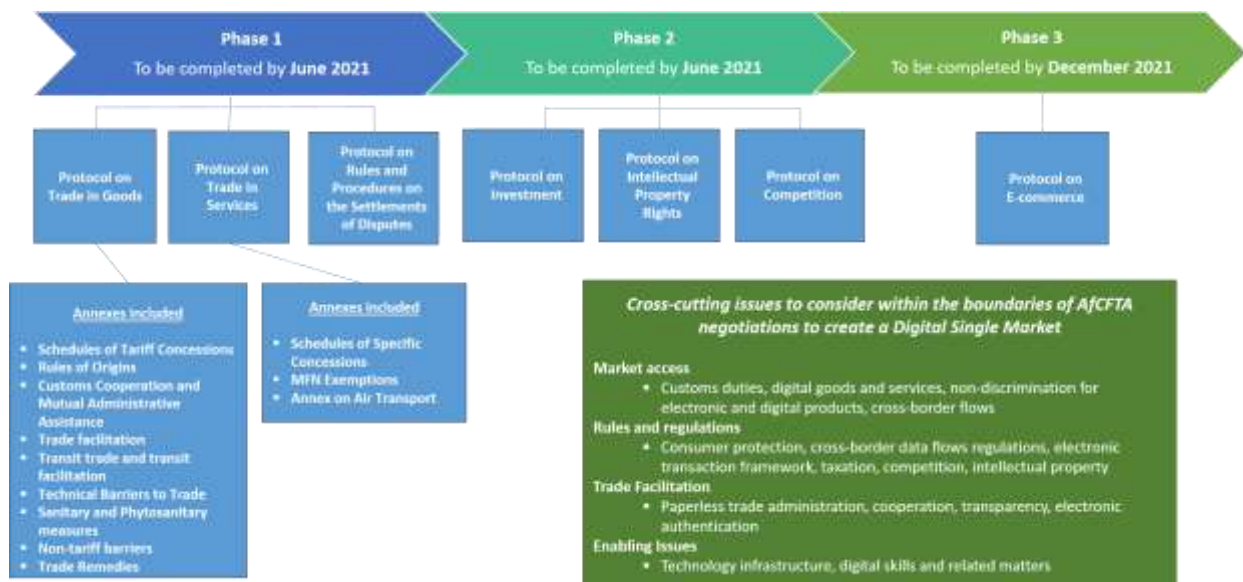 Phase 1
To be completed by June 2021
Phase 2
To be completed by June 2021
Phase 3
To be completed by December 2021
Protocol on
Trade in Goods
Protocol on
Trade in
Services
Protocol on
Rules and
Procedures on
the Settlements
of Disputes
Protocol on
Investment
Protocol on
Intellectual
Property
Rights
Protocol on
Competition
Protocol on
E-commerce
Annexes included
• Schedules of Tariff Concessions
• Rules of Origins
• Customs Cooperation and
Mutual Administrative
Assistance
• Trade facilitation
• Transit trade and transit
facilitation
• Technical Barriers to Trade
• Sanitary and Phytosanitary
measures
• Non-tariff barriers
• Trade Remedies
Annexes included
• Schedules of Specific
Concessions
• MFN Exemptions
• Annex on Air Transport
Cross-cutting issues to consider within the boundaries of AfCFTA
negotiations to create a Digital Single Market
Market access
• Customs duties, digital goods and services, non-discrimination for
electronic and digital products, cross-border flows
Rules and regulations
• Consumer protection, cross-border data flows regulations, electronic
transaction framework, taxation, competition, intellectual property
Trade Facilitation
• Paperless trade administration, cooperation, transparency, electronic
authentication
Enabling Issues
• Technology infrastructure, digital skills and related matters